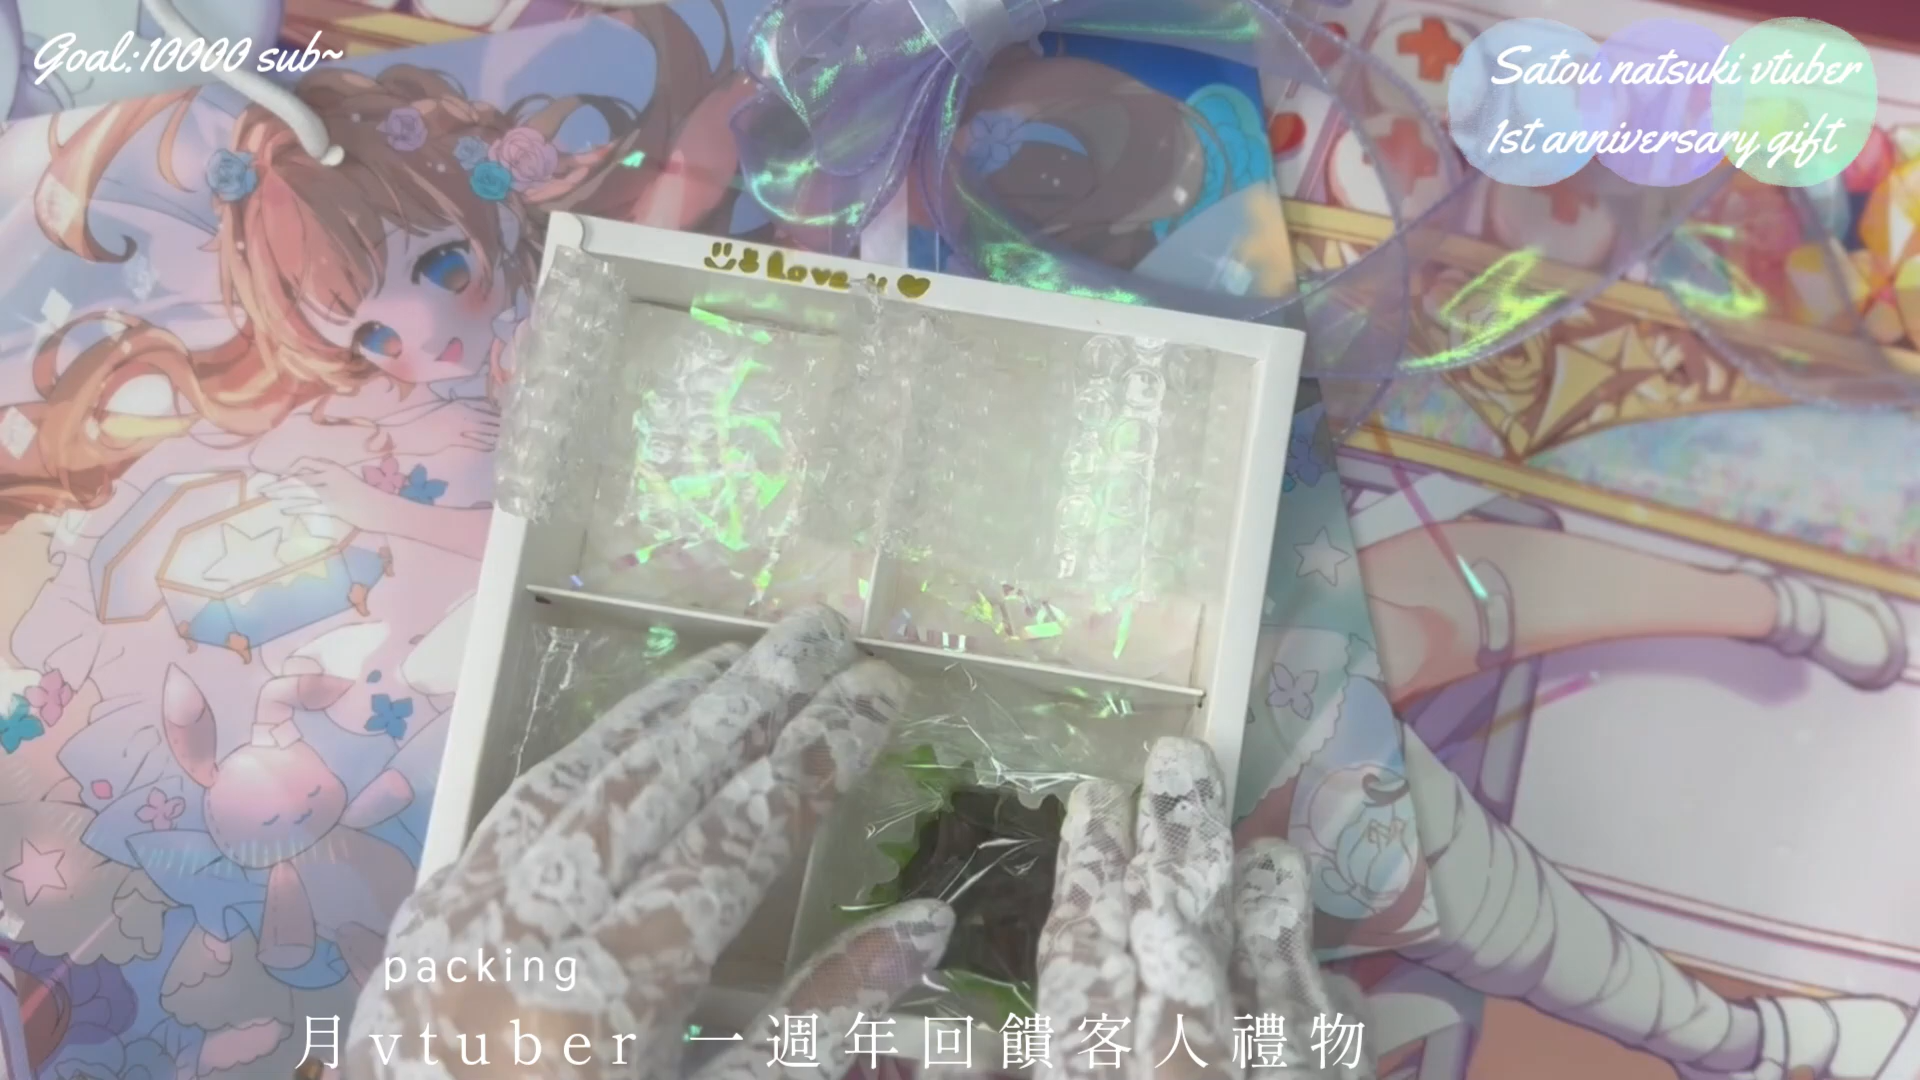 Goal:10000 sub~
Satou natsuki vtuber
1st anniversary gift
Love
packing
月vtuber 一週年回饋客人禮物